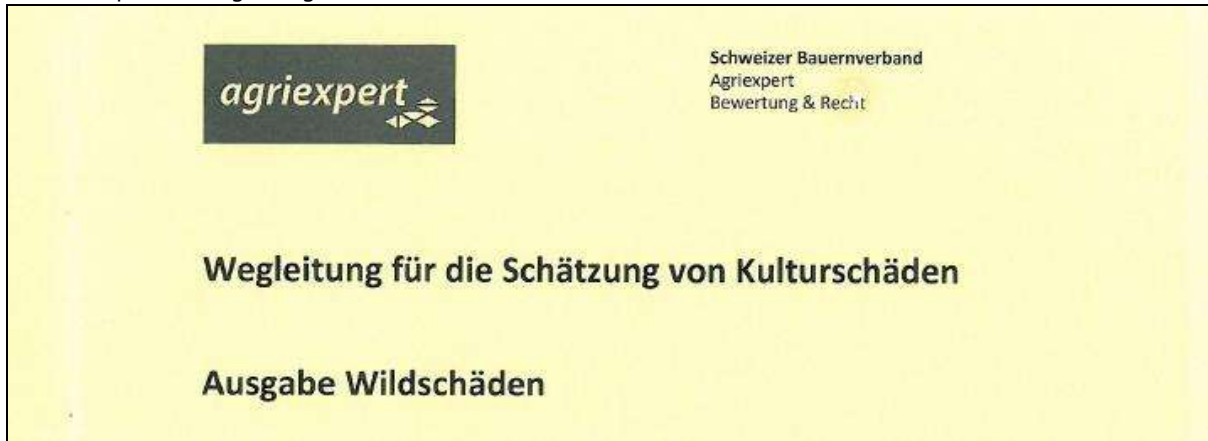 agriexpert
Schweizer Bauernverband
Agriexpert
Bewertung & Recht
Wegleitung für die Schätzung von Kulturschäden
Ausgabe Wildschäden